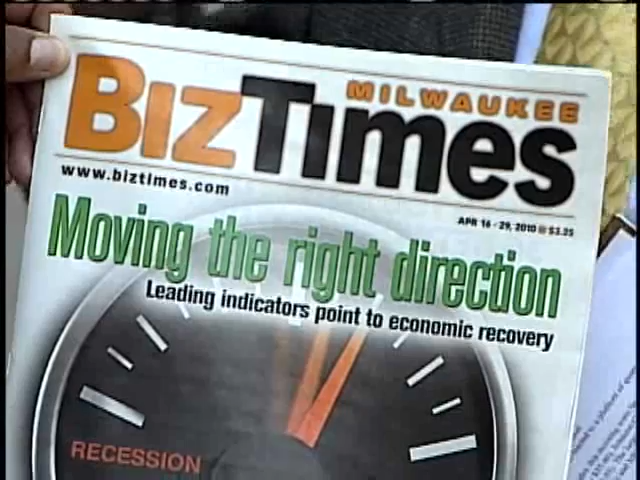 MILWAUKEE
BIZTIMES
www.biztimes.com
APR 16 - 29, 2010 $3.25
Moving the right direction
Leading indicators point to economic recovery
RECESSION